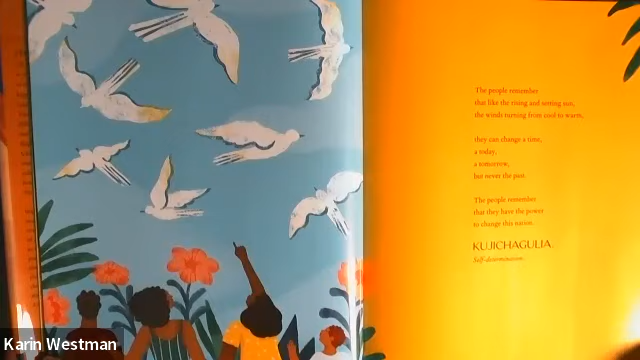 The people remember
that like the rising and setting sun,
the winds turning from cool to warm,
they can change a time,
a today,
a tomorrow,
but never the past.
The people remember
that they have the power
to change this nation.
KUJICHAGULIA.
Self-determination.
Karin Westman